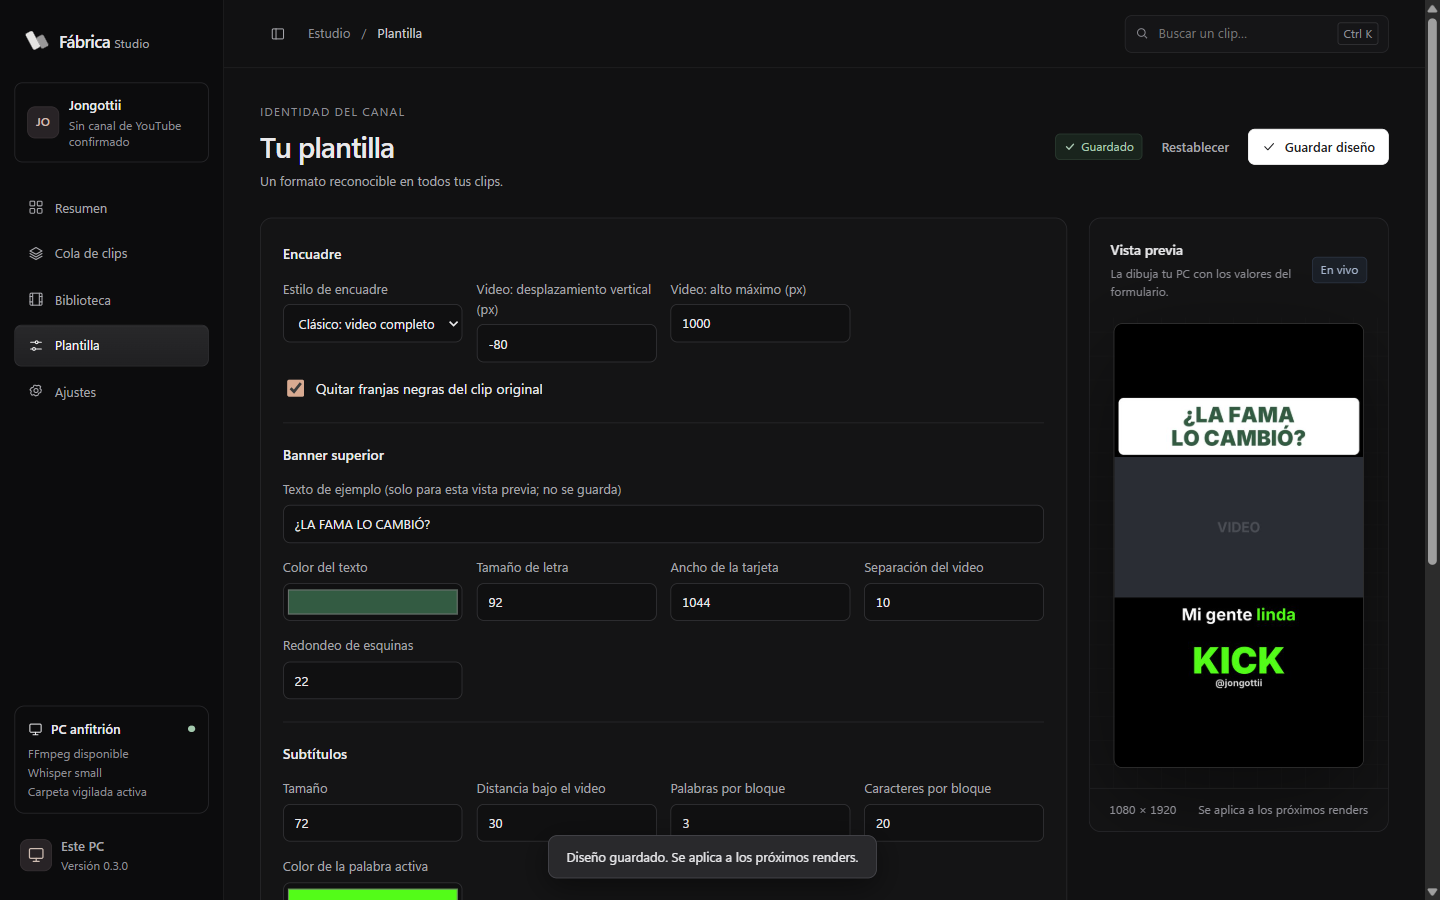 Fábrica Studio
Jongottii
JO
Sin canal de YouTube
confirmado
Resumen
Cola de clips
Biblioteca
Plantilla
Ajustes
PC anfitrión
FFmpeg disponible
Whisper small
Carpeta vigilada activa
Este PC
Versión 0.3.0
Estudio / Plantilla
Buscar un clip...
Ctrl K
IDENTIDAD DEL CANAL
Tu plantilla
Un formato reconocible en todos tus clips.
Guardado
Restablecer
Guardar diseño
Encuadre
Estilo de encuadre
Clásico: video completo
Video: desplazamiento vertical
(px)
-80
Video: alto máximo (px)
1000
Quitar franjas negras del clip original
Banner superior
Texto de ejemplo (solo para esta vista previa; no se guarda)
¿LA FAMA LO CAMBIÓ?
Color del texto
Tamaño de letra
92
Ancho de la tarjeta
1044
Separación del video
10
Redondeo de esquinas
22
Subtítulos
Tamaño
72
Distancia bajo el video
30
Palabras por bloque
3
Caracteres por bloque
20
Color de la palabra activa
Diseño guardado. Se aplica a los próximos renders.
Vista previa
La dibuja tu PC con los valores del
formulario.
En vivo
¿LA FAMA
LO CAMBIÓ?
VIDEO
Mi gente linda
KICK
@jongottii
1080 × 1920
Se aplica a los próximos renders